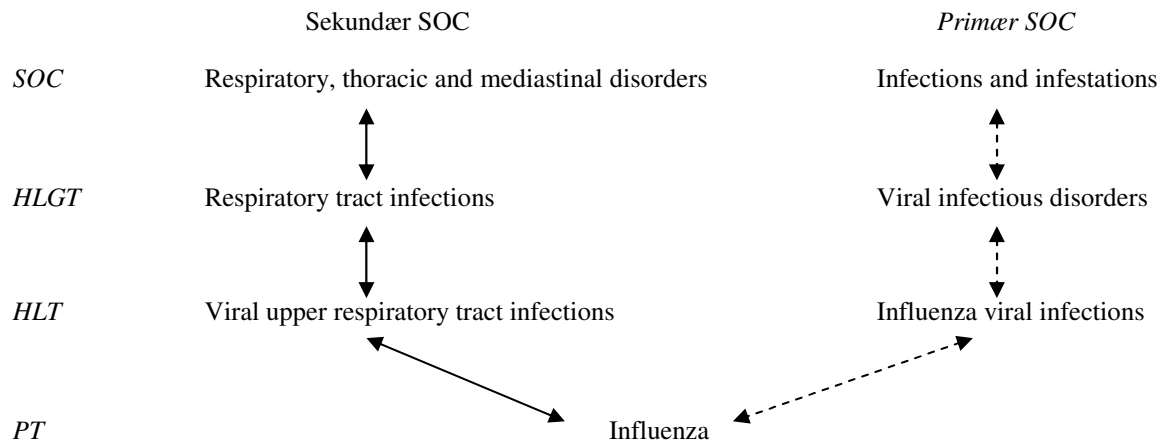 Sekundær SOC Primær SOC
SOC Respiratory, thoracic and mediastinal disorders Infections and infestations
HLGT Respiratory tract infections Viral infectious disorders
HLT Viral upper respiratory tract infections Influenza viral infections
PT Influenza